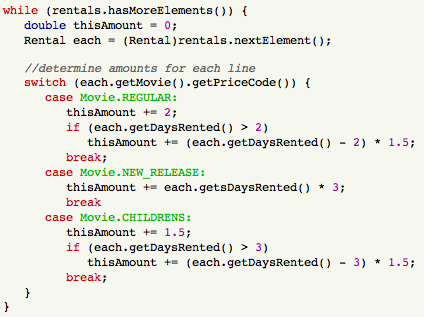 while (rentals.hasMoreElements()) {
   double thisAmount = 0;
   Rental each = (Rental)rentals.nextElement();

   //determine amounts for each line
   switch (each.getMovie().getPriceCode()) {
      case Movie.REGULAR:
         thisAmount += 2;
         if (each.getDaysRented() > 2)
            thisAmount += (each.getDaysRented() - 2) * 1.5;
         break;
      case Movie.NEW_RELEASE:
         thisAmount += each.getsDaysRented() * 3;
         break
      case Movie.CHILDRENS:
         thisAmount += 1.5;
         if (each.getDaysRented() > 3)
            thisAmount += (each.getDaysRented() - 3) * 1.5;
         break;
   }
}